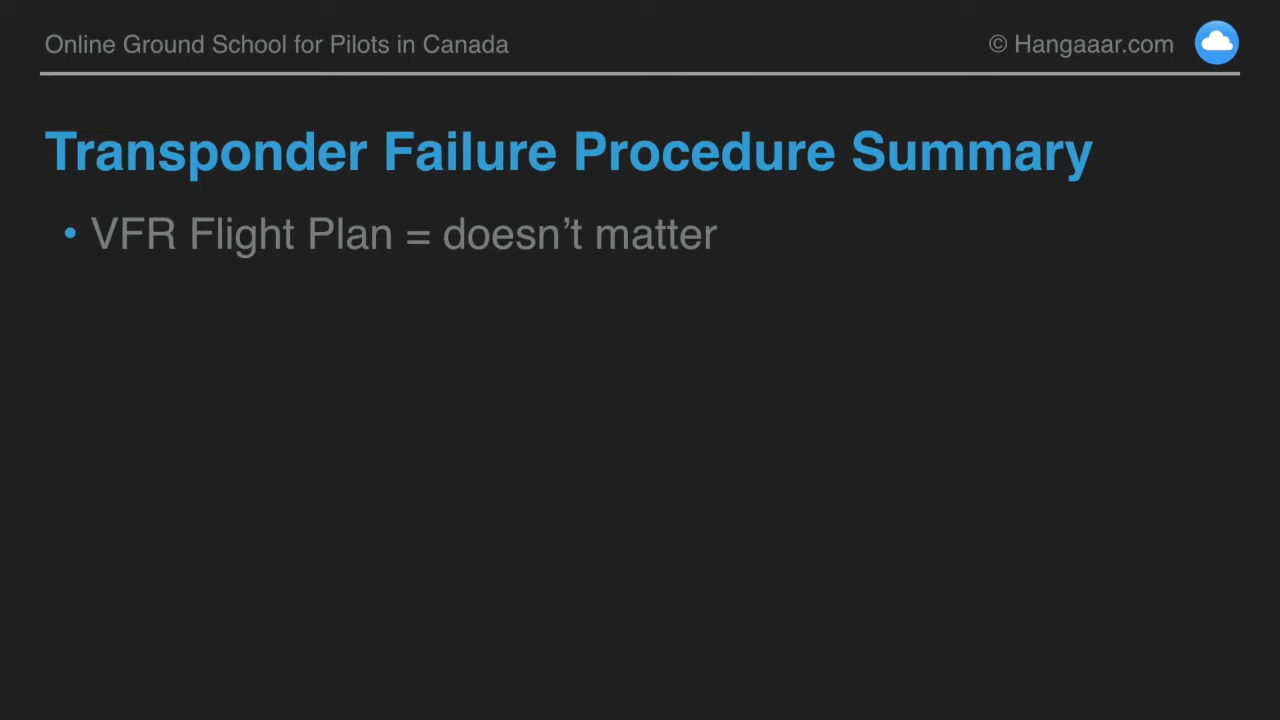 Online Ground School for Pilots in Canada
© Hangaaar.com
Transponder Failure Procedure Summary
• VFR Flight Plan = doesn’t matter